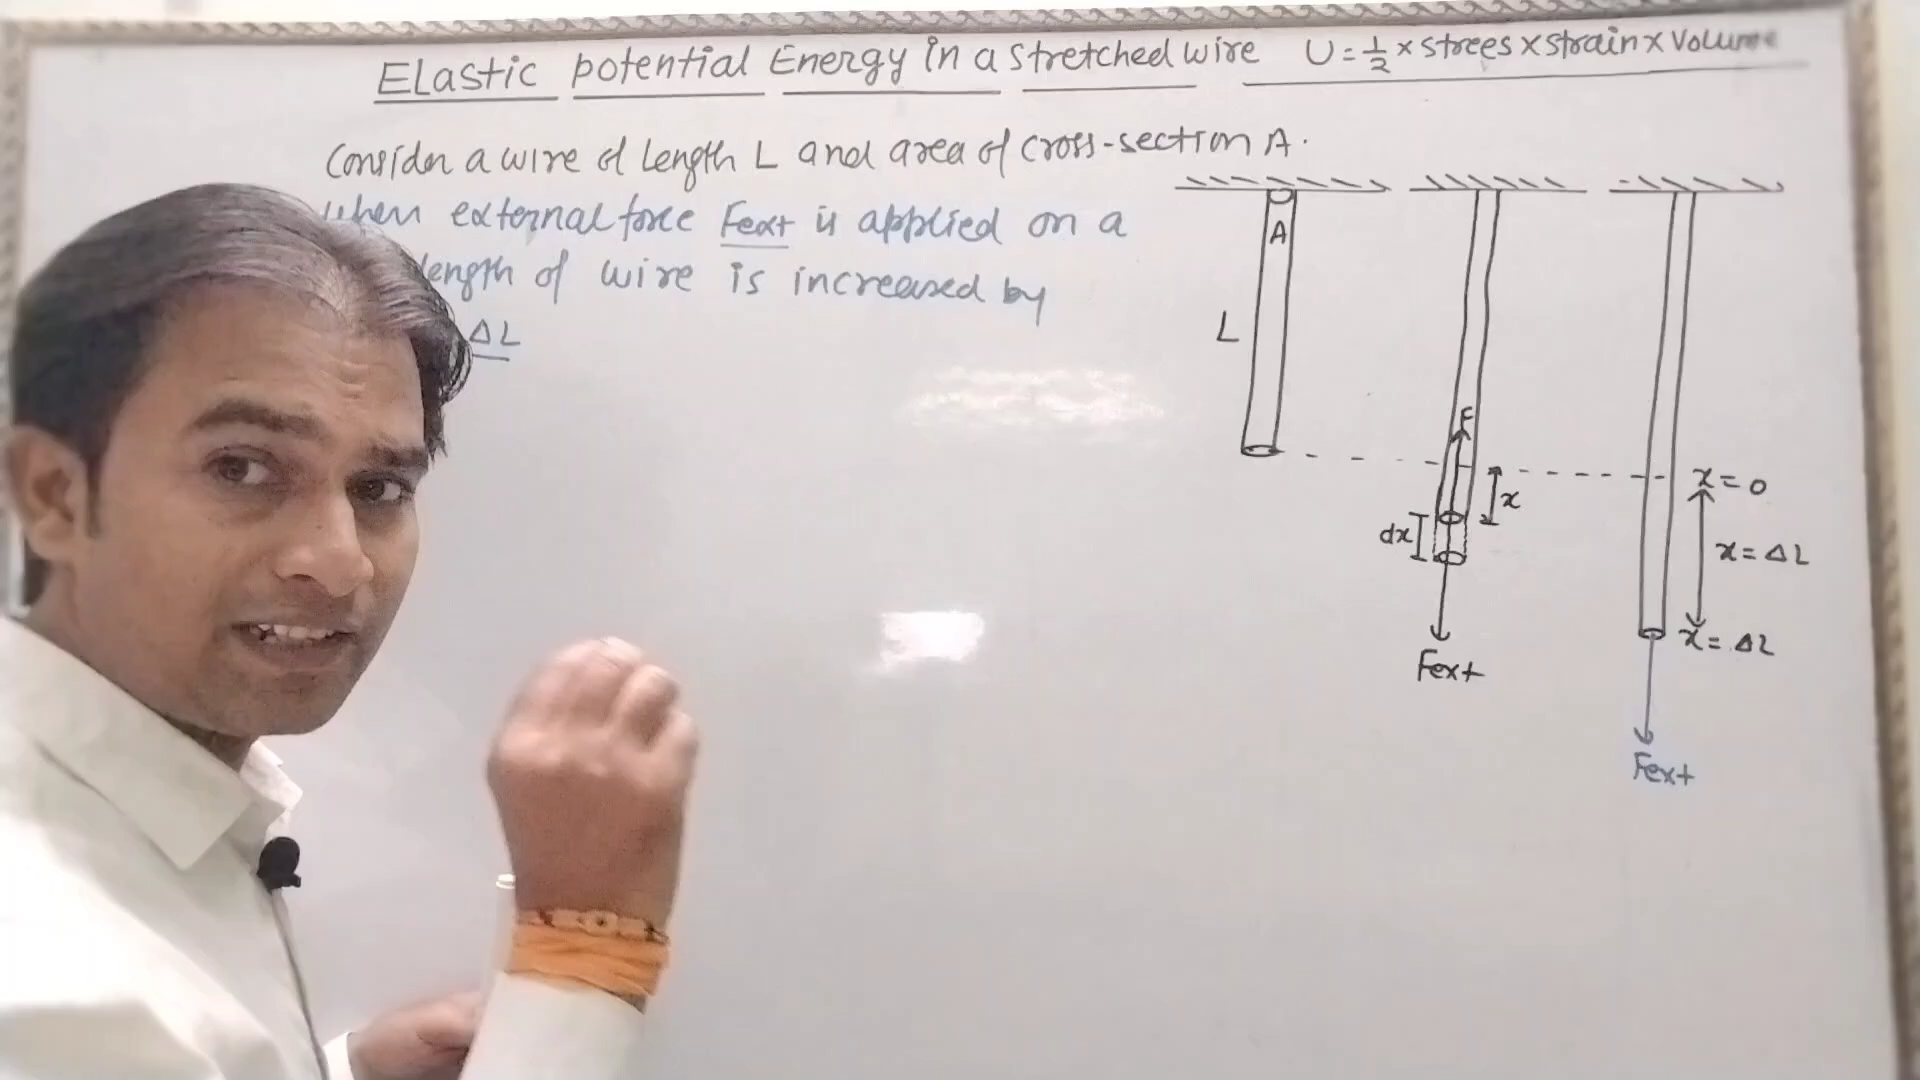 Elastic potential Energy in a stretched wire U = 1/2 × strees × strain × Volume
Consider a wire of length L and area of cross-section A.
when external force Fext is applied on a
length of wire is increased by
ΔL
A
L
F
x
dx
Fext
x = 0
x = ΔL
x = ΔL
Fext